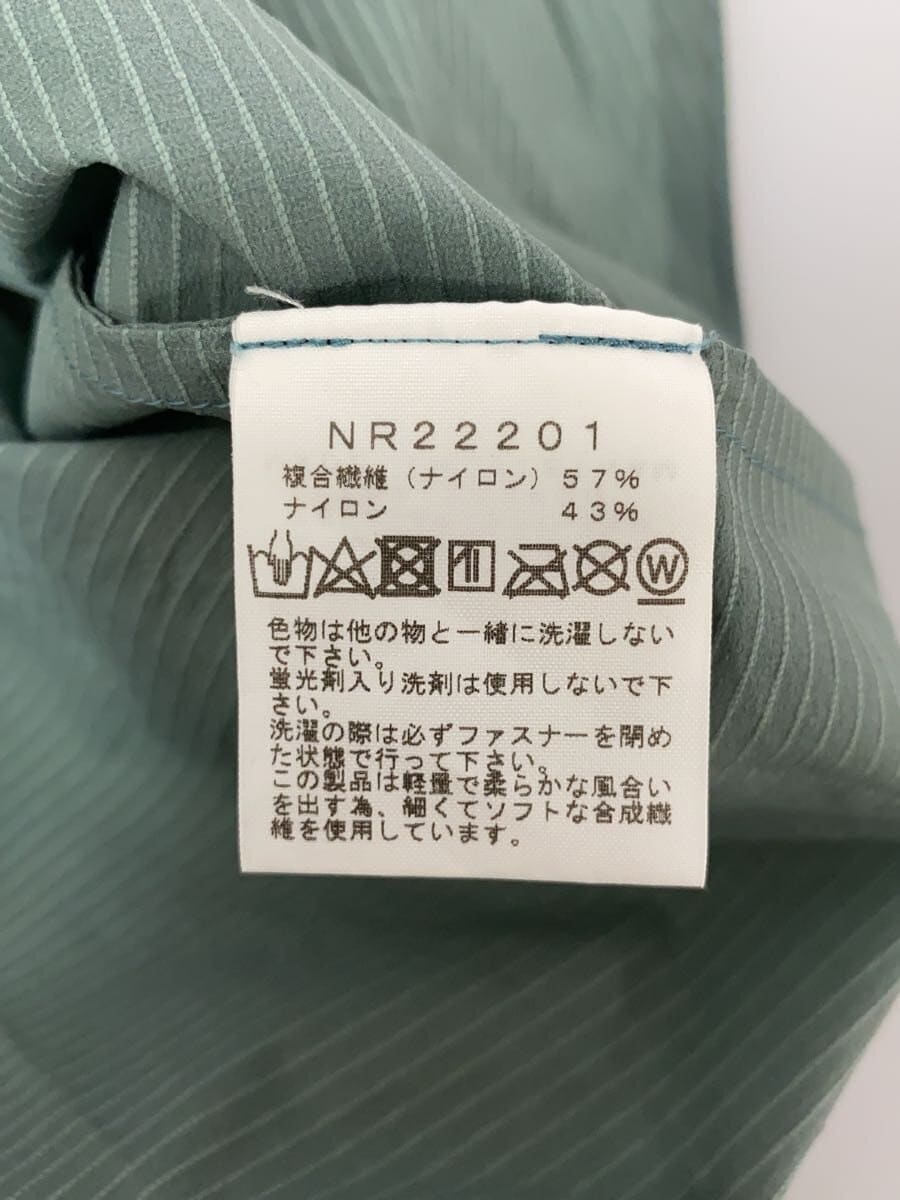 NR22201
複合繊維（ナイロン）57%
ナイロン 43%
W
色物は他の物と一緒に洗濯しない
で下さい。
蛍光剤入り洗剤は使用しないで下
さい。
洗濯の際は必ずファスナーを閉め
た状態で行って下さい。
この製品は軽量で柔らかな風合い
を出す為、細くてソフトな合成繊
維を使用しています。